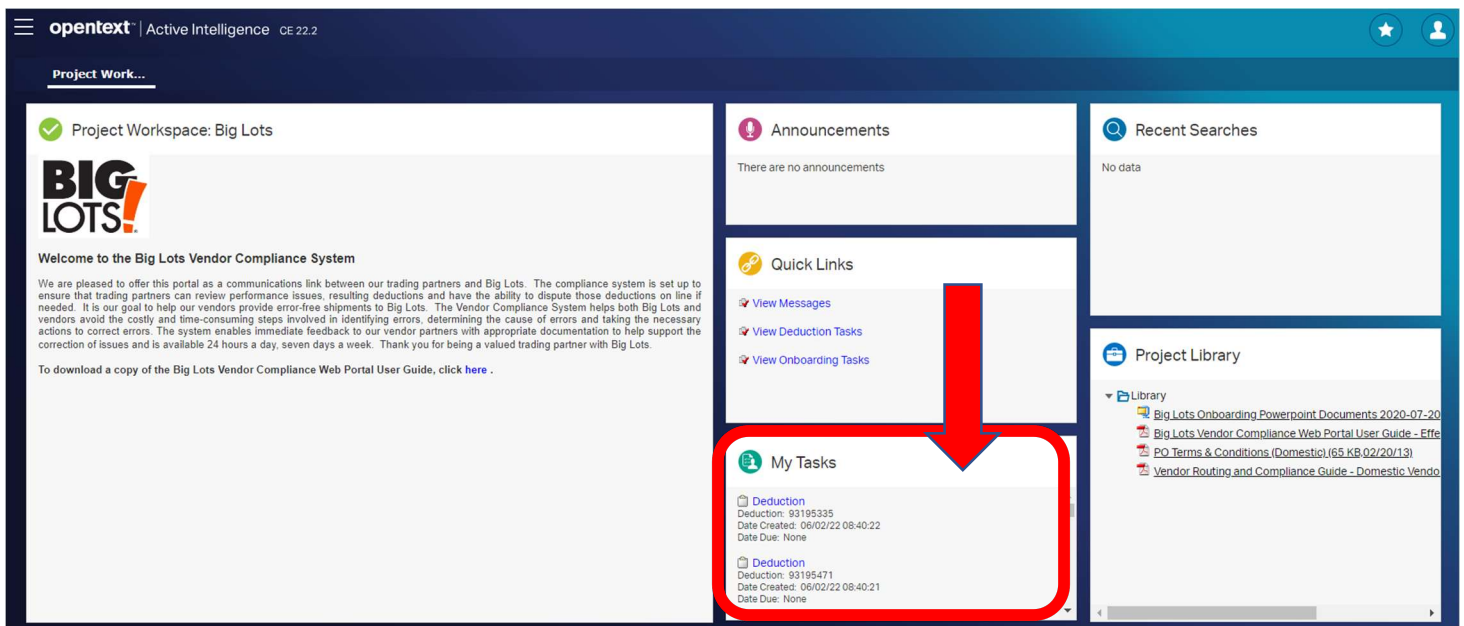 opentext™ | Active Intelligence CE 22.2
Project Work...
Project Workspace: Big Lots
BIG
LOTS!
Welcome to the Big Lots Vendor Compliance System
We are pleased to offer this portal as a communications link between our trading partners and Big Lots. The compliance system is set up to
ensure that trading partners can review performance issues, resulting deductions and have the ability to dispute those deductions on line if
needed. It is our goal to help our vendors provide error-free shipments to Big Lots. The Vendor Compliance System helps both Big Lots and
vendors avoid the costly and time-consuming steps involved in identifying errors, determining the cause of errors and taking the necessary
actions to correct errors. The system enables immediate feedback to our vendor partners with appropriate documentation to help support the
correction of issues and is available 24 hours a day, seven days a week. Thank you for being a valued trading partner with Big Lots.
To download a copy of the Big Lots Vendor Compliance Web Portal User Guide, click here .
Announcements
There are no announcements
Quick Links
View Messages
View Deduction Tasks
View Onboarding Tasks
My Tasks
Deduction
Deduction: 93195335
Date Created: 06/02/22 08:40:22
Date Due: None
Deduction
Deduction: 93195471
Date Created: 06/02/22 08:40:21
Date Due: None
Recent Searches
No data
Project Library
Library
Big Lots Onboarding Powerpoint Documents 2020-07-20
Big Lots Vendor Compliance Web Portal User Guide - Effe
PO Terms & Conditions (Domestic) (65 KB,02/20/13)
Vendor Routing and Compliance Guide - Domestic Vendo